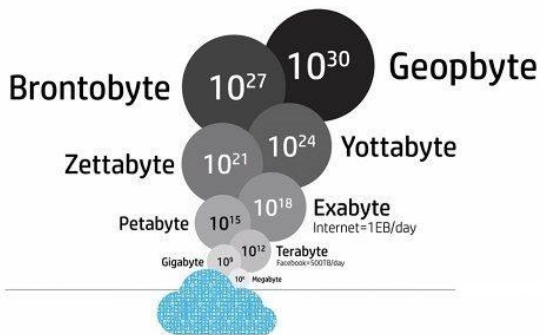 10³⁰ Geopbyte
Brontobyte 10²⁷
10²⁴ Yottabyte
Zettabyte 10²¹
10¹⁸ Exabyte
Internet=1EB/day
Petabyte 10¹⁵
10¹² Terabyte
Facebook=500TB/day
Gigabyte 10⁹
10⁶ Megabyte